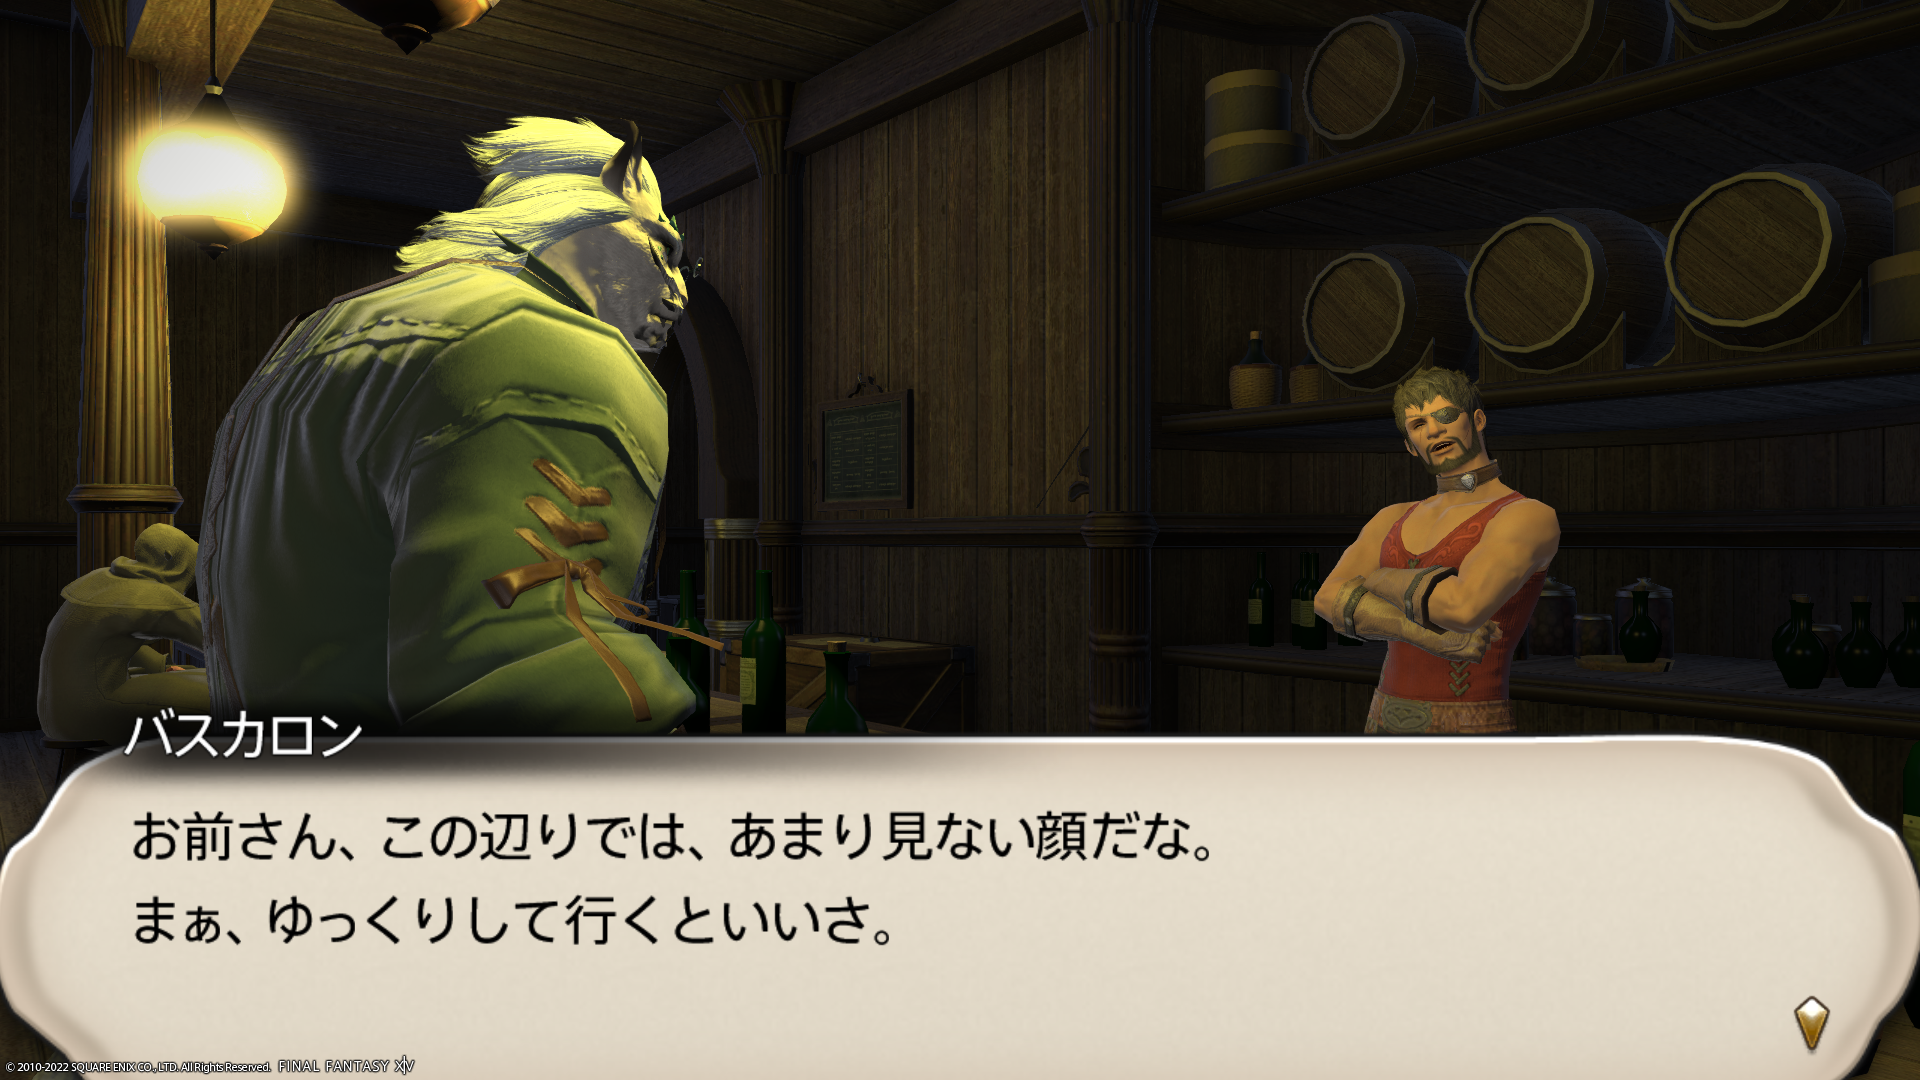 バスカロン
お前さん、この辺りでは、あまり見ない顔だな。
まぁ、ゆっくりして行くといいさ。
© 2010-2022 SQUARE ENIX CO., LTD. All Rights Reserved. FINAL FANTASY XIV